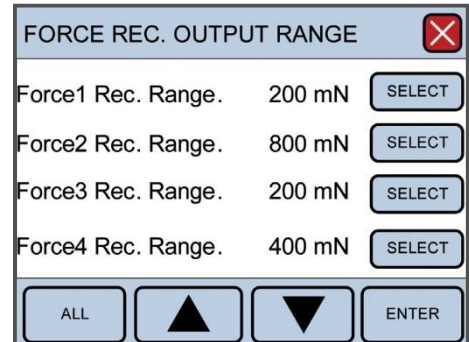 FORCE REC. OUTPUT RANGE
Force1 Rec. Range. 200 mN SELECT
Force2 Rec. Range. 800 mN SELECT
Force3 Rec. Range. 200 mN SELECT
Force4 Rec. Range. 400 mN SELECT
ALL ENTER